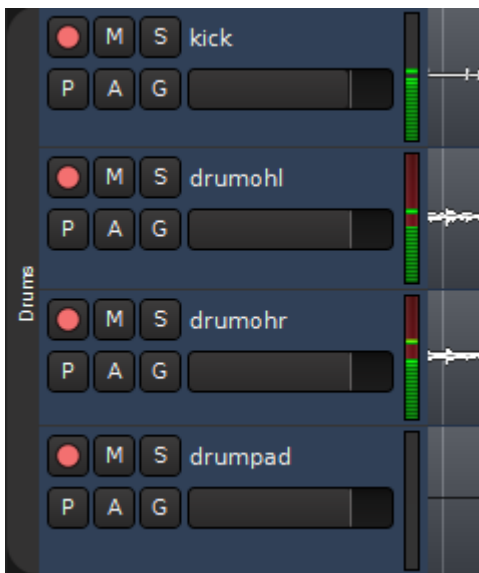 Drums
M S kick
P A G
M S drumohl
P A G
M S drumohr
P A G
M S drumpad
P A G